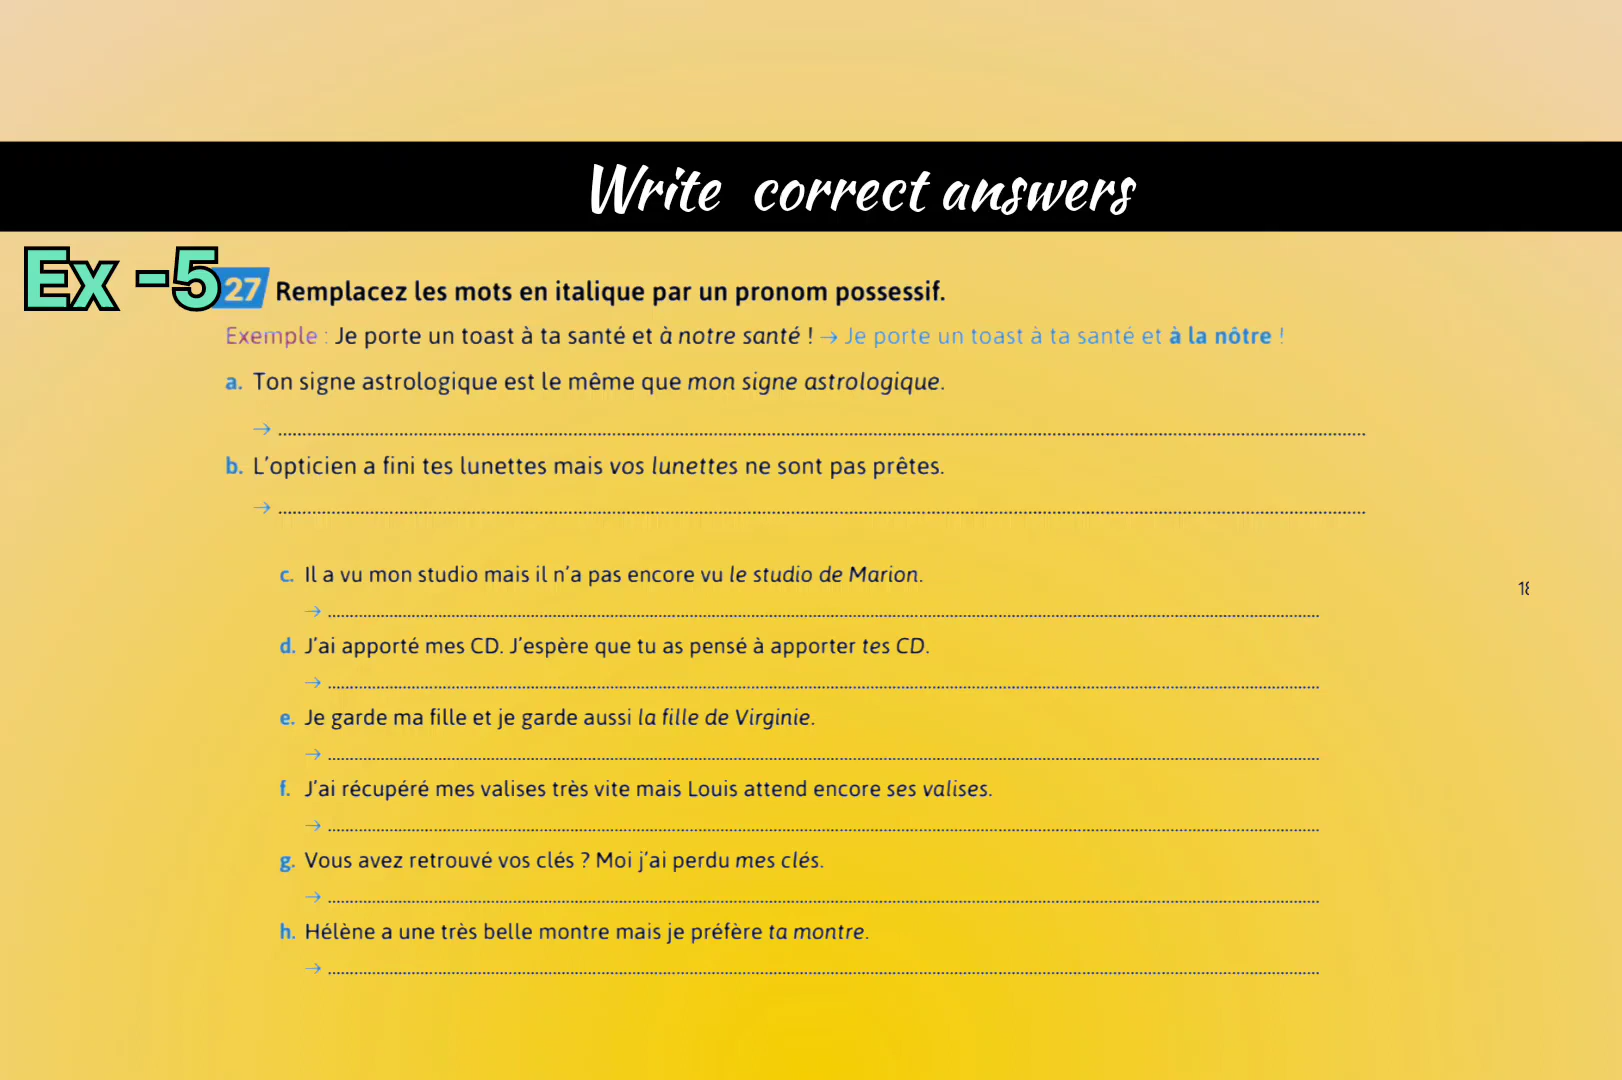 Write correct answers
Ex -5
27 Remplacez les mots en italique par un pronom possessif.
Exemple : Je porte un toast à ta santé et à notre santé ! → Je porte un toast à ta santé et à la nôtre !
a. Ton signe astrologique est le même que mon signe astrologique.
→
b. L'opticien a fini tes lunettes mais vos lunettes ne sont pas prêtes.
→
c. Il a vu mon studio mais il n'a pas encore vu le studio de Marion.
→
d. J'ai apporté mes CD. J'espère que tu as pensé à apporter tes CD.
→
e. Je garde ma fille et je garde aussi la fille de Virginie.
→
f. J'ai récupéré mes valises très vite mais Louis attend encore ses valises.
→
g. Vous avez retrouvé vos clés ? Moi j'ai perdu mes clés.
→
h. Hélène a une très belle montre mais je préfère ta montre.
→